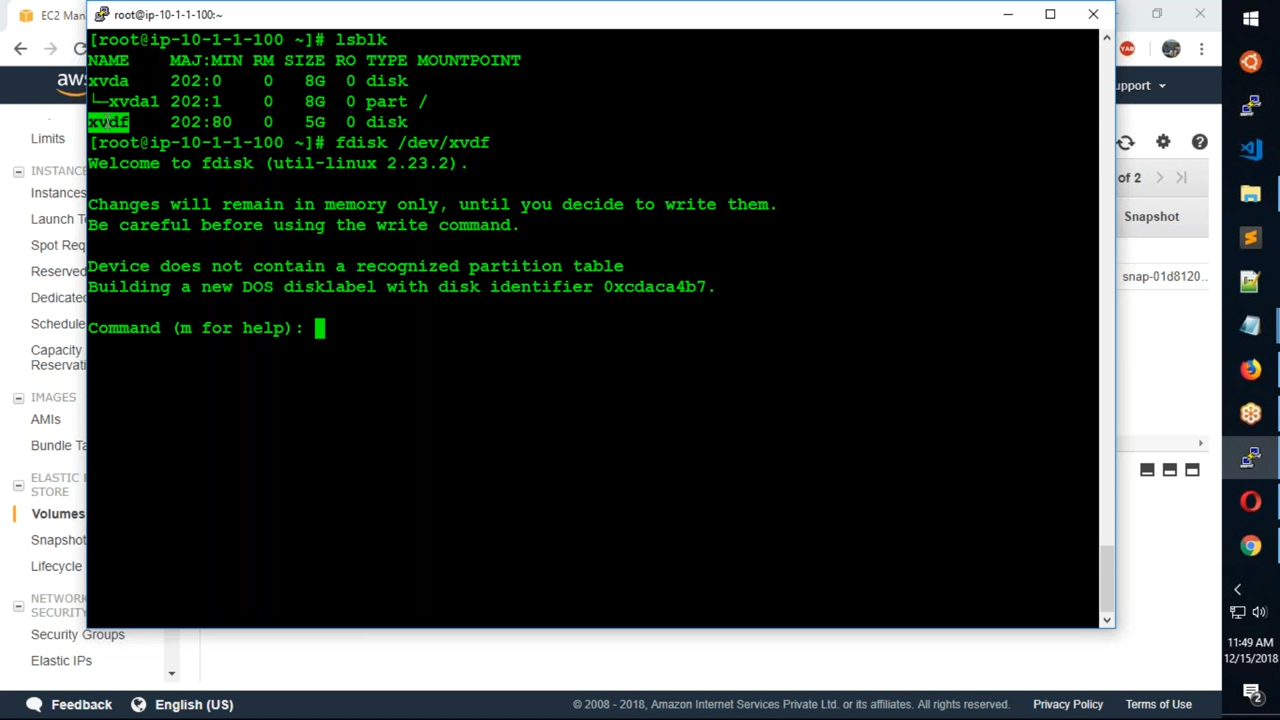 EC2 Man
root@ip-10-1-1-100:~
[root@ip-10-1-1-100 ~]# lsblk
NAME MAJ:MIN RM SIZE RO TYPE MOUNTPOINT
xvda 202:0 0 8G 0 disk
└─xvda1 202:1 0 8G 0 part /
xvdf 202:80 0 5G 0 disk
[root@ip-10-1-1-100 ~]# fdisk /dev/xvdf
Welcome to fdisk (util-linux 2.23.2).
Changes will remain in memory only, until you decide to write them.
Be careful before using the write command.
Device does not contain a recognized partition table
Building a new DOS disklabel with disk identifier 0xcdaca4b7.
Command (m for help):
aws
Limits
INSTANC
Instances
Launch Te
Spot Req
Reserved
Dedicated
Schedule
Capacity
Reservati
IMAGES
AMIs
Bundle Ta
ELASTIC
STORE
Volumes
Snapshot
Lifecycle
NETWORK
SECURITY
Security Groups
Elastic IPs
YAB
upport
of 2
Snapshot
snap-01d8120..
11:49 AM
12/15/2018
2
Feedback
English (US)
© 2008 - 2018, Amazon Internet Services Private Ltd. or its affiliates. All rights reserved.
Privacy Policy
Terms of Use